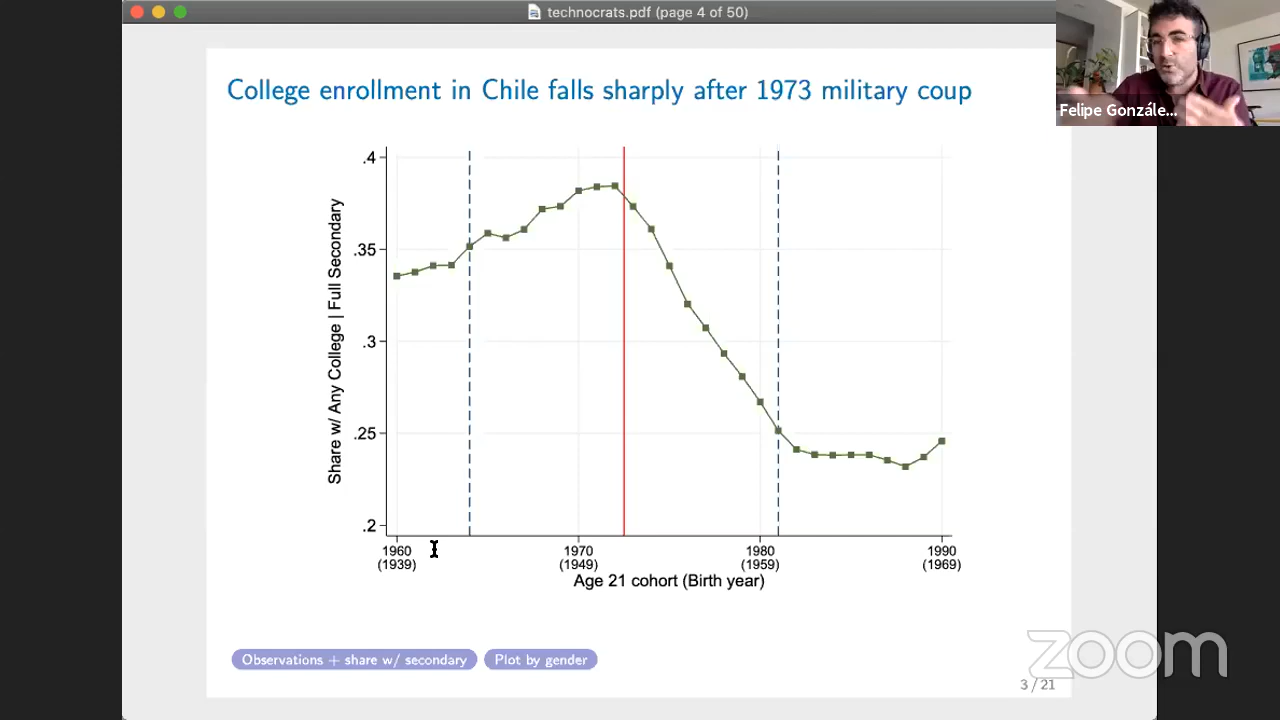 technocrats.pdf (page 4 of 50)
Felipe Gonzále...
College enrollment in Chile falls sharply after 1973 military coup
Share w/ Any College | Full Secondary
.4
.35
.3
.25
.2
1960 1970 1980 1990
(1939) (1949) (1959) (1969)
Age 21 cohort (Birth year)
Observations + share w/ secondary Plot by gender
zoom
3 / 21